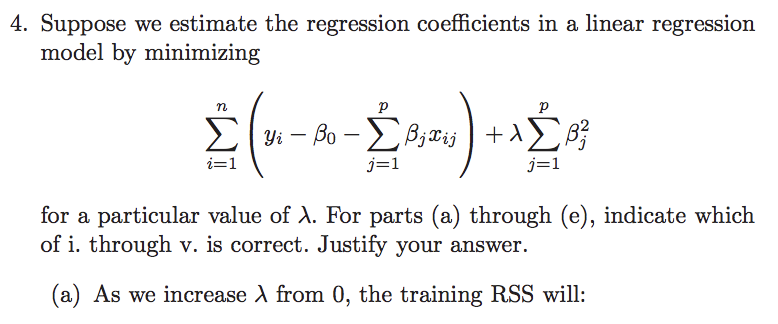 4. Suppose we estimate the regression coefficients in a linear regression
model by minimizing
\sum_{i=1}^{n} \left( y_i - \beta_0 - \sum_{j=1}^{p} \beta_j x_{ij} \right) + \lambda \sum_{j=1}^{p} \beta_j^2
for a particular value of λ. For parts (a) through (e), indicate which
of i. through v. is correct. Justify your answer.
(a) As we increase λ from 0, the training RSS will: